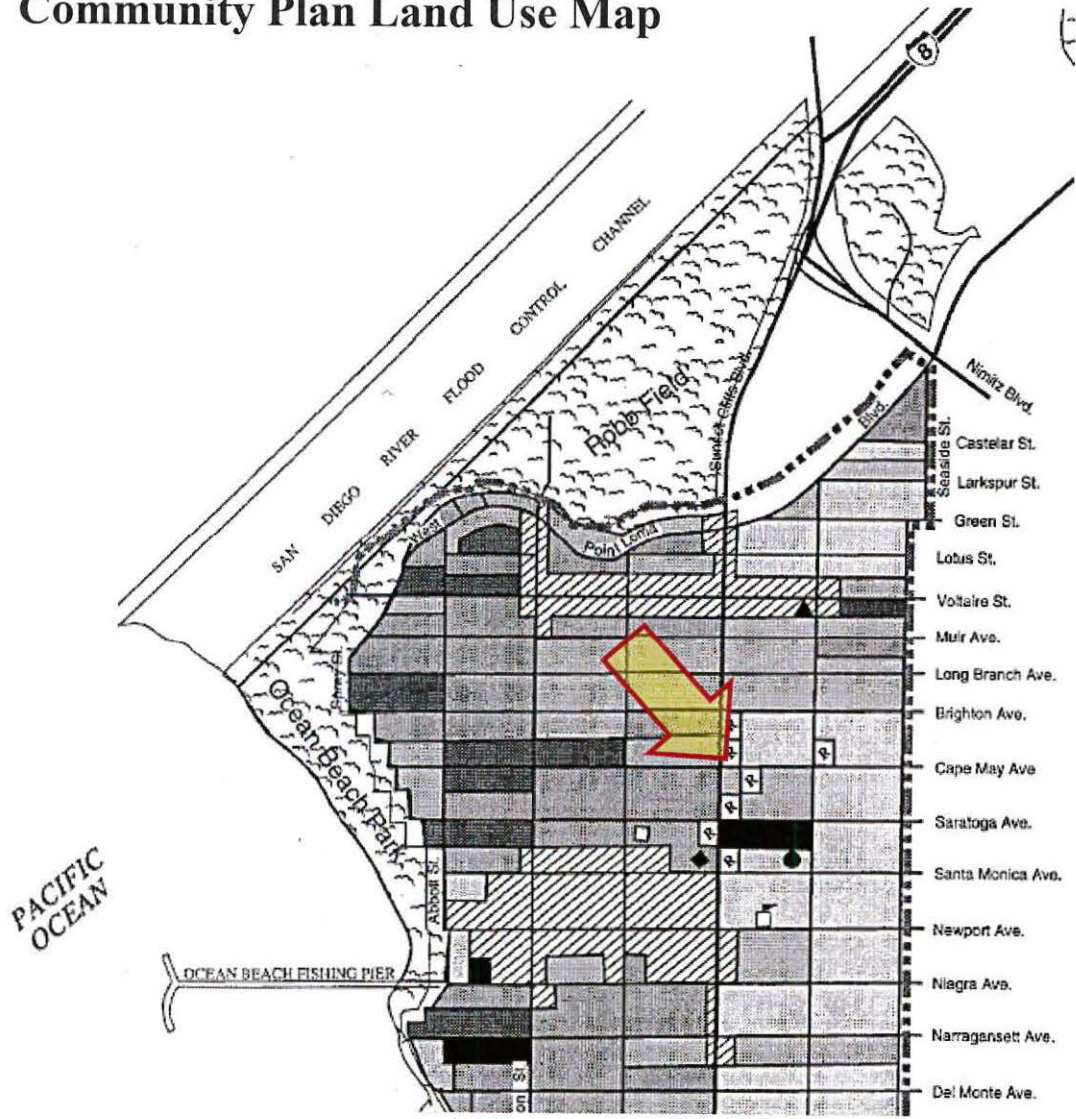 Community Plan Land Use Map
8
SAN DIEGO RIVER FLOOD CONTROL CHANNEL
Robb Field
Sunset Cliffs Blvd.
Nimitz Blvd.
Blvd.
Seaside St.
Castelar St.
Larkspur St.
Green St.
West
Point Loma
Lotus St.
Voltaire St.
Muir Ave.
Long Branch Ave.
Brighton Ave.
R
R
R
Cape May Ave
R
R
Saratoga Ave.
R
R
Santa Monica Ave.
Ocean Beach Park
Abbott St.
PACIFIC
OCEAN
Newport Ave.
OCEAN BEACH FISHING PIER
Niagra Ave.
Narragansett Ave.
on St
Del Monte Ave.